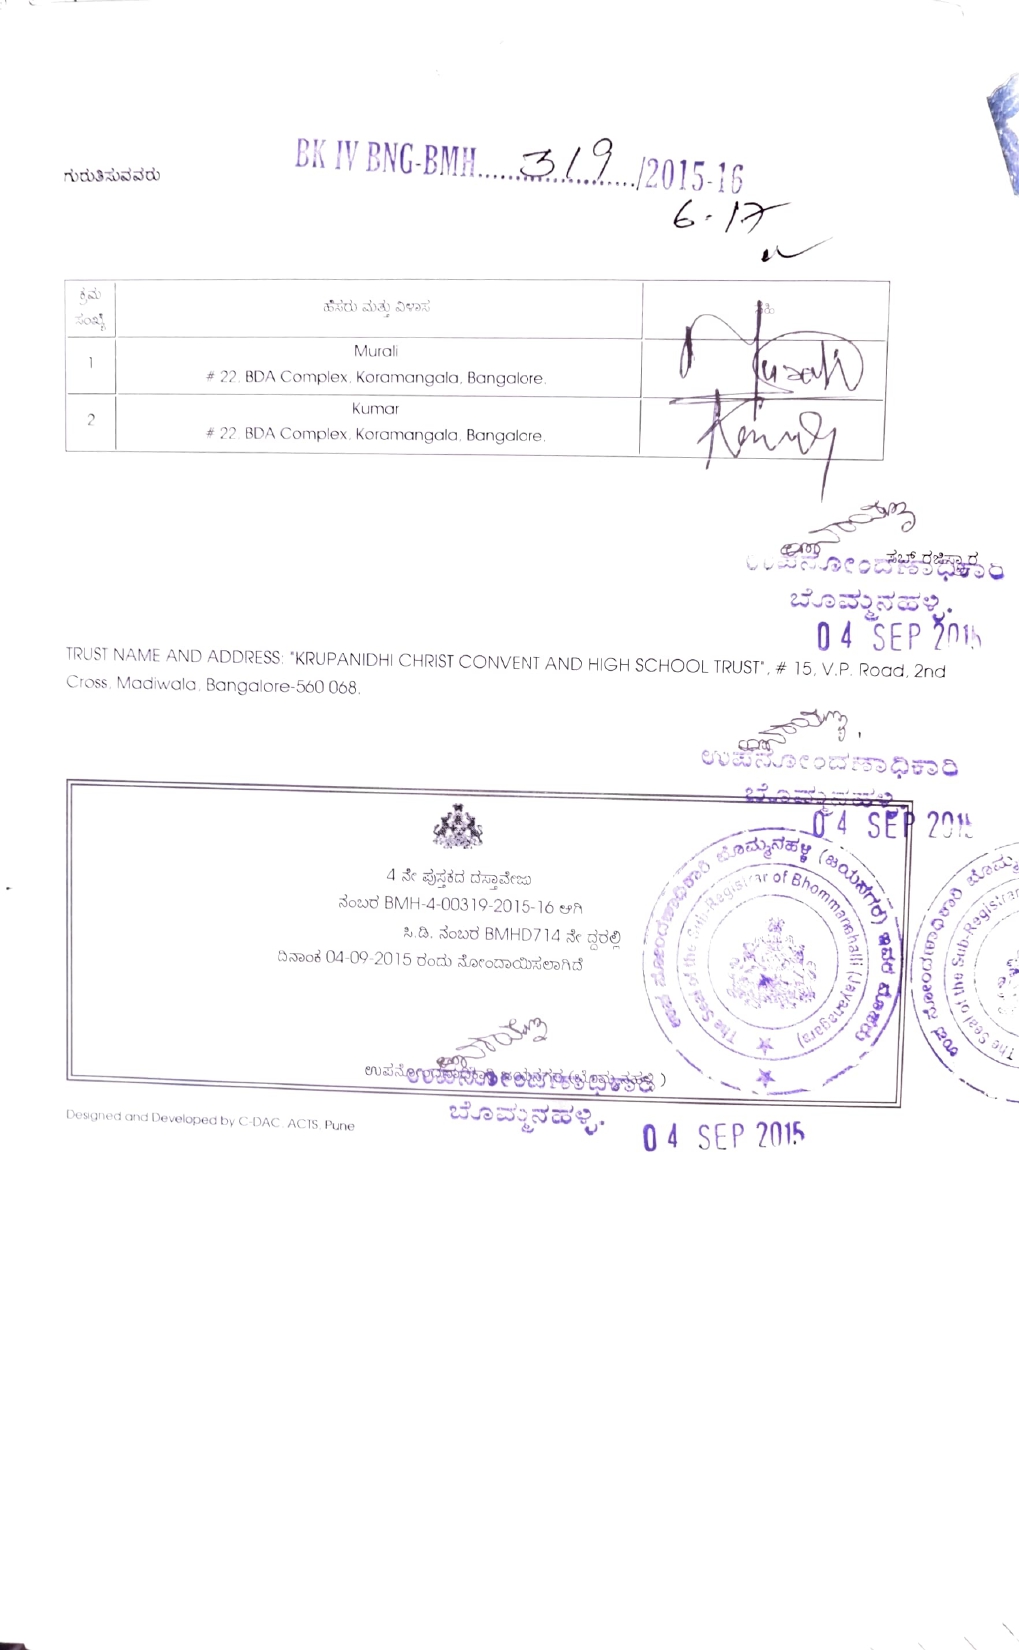 BK IV BNG-BMH......319....../2015-16
ಗುರುತಿಸುವವರು
6-17
ಕ್ರಮ ಸಂಖ್ಯೆ
ಹೆಸರು ಮತ್ತು ವಿಳಾಸ
ಸಹಿ
1
Murali
# 22, BDA Complex, Koramangala, Bangalore.
Murali
2
Kumar
# 22, BDA Complex, Koramangala, Bangalore.
ಸಬ್ ರಜಿಸ್ಟ್ರಾರ
ಉಪನೋಂದಣಾಧಿಕಾರಿ
ಬೊಮ್ಮನಹಳ್ಳಿ.
04 SEP 2015
TRUST NAME AND ADDRESS: "KRUPANIDHI CHRIST CONVENT AND HIGH SCHOOL TRUST", # 15, V.P. Road, 2nd
Cross, Madiwala, Bangalore-560 068.
ಉಪನೋಂದಣಾಧಿಕಾರಿ
ಬೊಮ್ಮನಹಳ್ಳಿ
04 SEP 2015
4 ನೇ ಪುಸ್ತಕದ ದಸ್ತಾವೇಜು
ನಂಬರ BMH-4-00319-2015-16 ಆಗಿ
ಸಿ.ಡಿ. ನಂಬರ BMHD714 ನೇ ದ್ದರಲ್ಲಿ
ದಿನಾಂಕ 04-09-2015 ರಂದು ನೋಂದಾಯಿಸಲಾಗಿದೆ
ಉಪ ನೋಂದಣಾಧಿಕಾರಿ ಬೊಮ್ಮನಹಳ್ಳಿ (ಜಯನಗರ) ಇವರ ಮೊಹರು
The Seal of the Sub-Registrar of Bhommanahalli (Jayanagara)
The Seal of the Sub-Registrar
ಉಪನೋಂದಣಾಧಿಕಾರಿ
ಬೊಮ್ಮನಹಳ್ಳಿ.
04 SEP 2015
Designed and Developed by C-DAC, ACTS, Pune